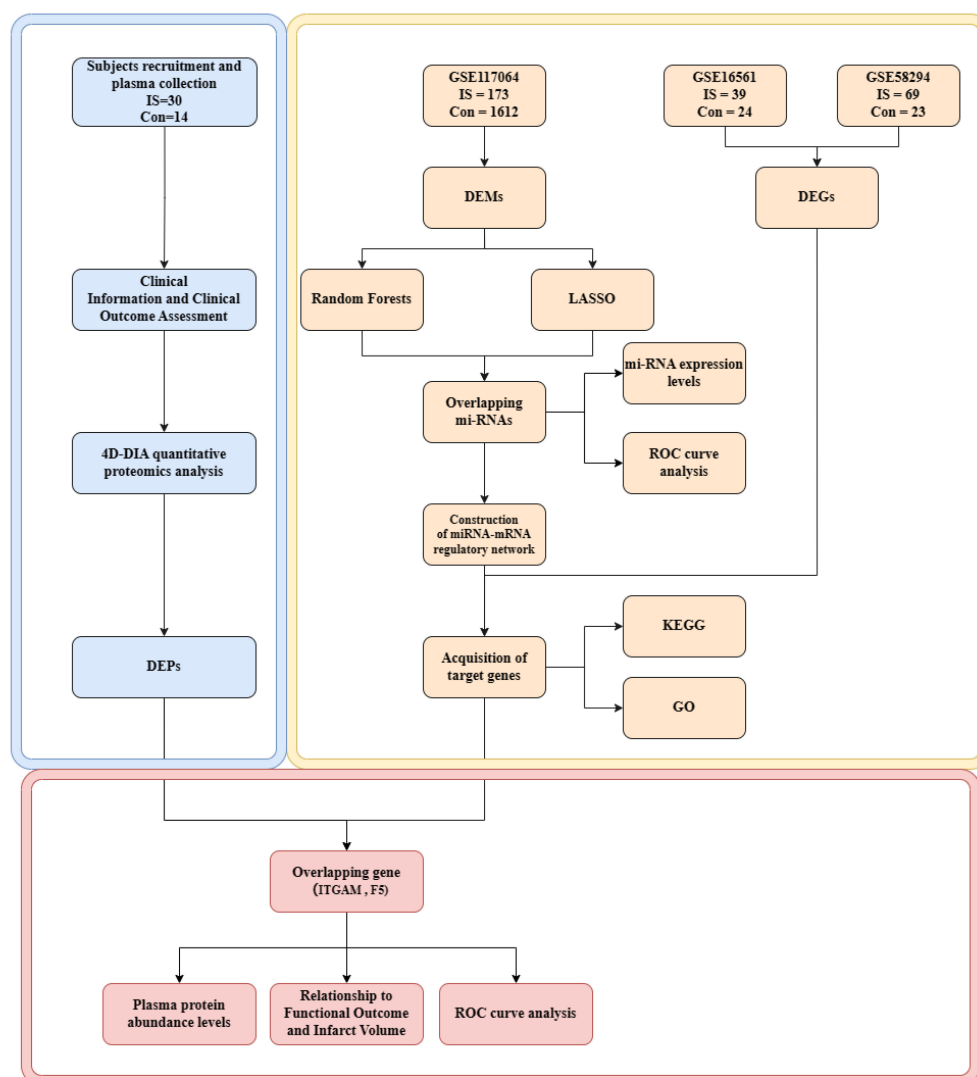 Subjects recruitment and
plasma collection
IS=30
Con=14
Clinical
Information and Clinical
Outcome Assessment
4D-DIA quantitative
proteomics analysis
DEPs
GSE117064
IS = 173
Con = 1612
GSE16561
IS = 39
Con = 24
GSE58294
IS = 69
Con = 23
DEMs
DEGs
Random Forests
LASSO
Overlapping
mi-RNAs
mi-RNA expression
levels
ROC curve
analysis
Construction
of miRNA-mRNA
regulatory network
Acquisition of
target genes
KEGG
GO
Overlapping gene
(ITGAM , F5)
Plasma protein
abundance levels
Relationship to
Functional Outcome
and Infarct Volume
ROC curve analysis